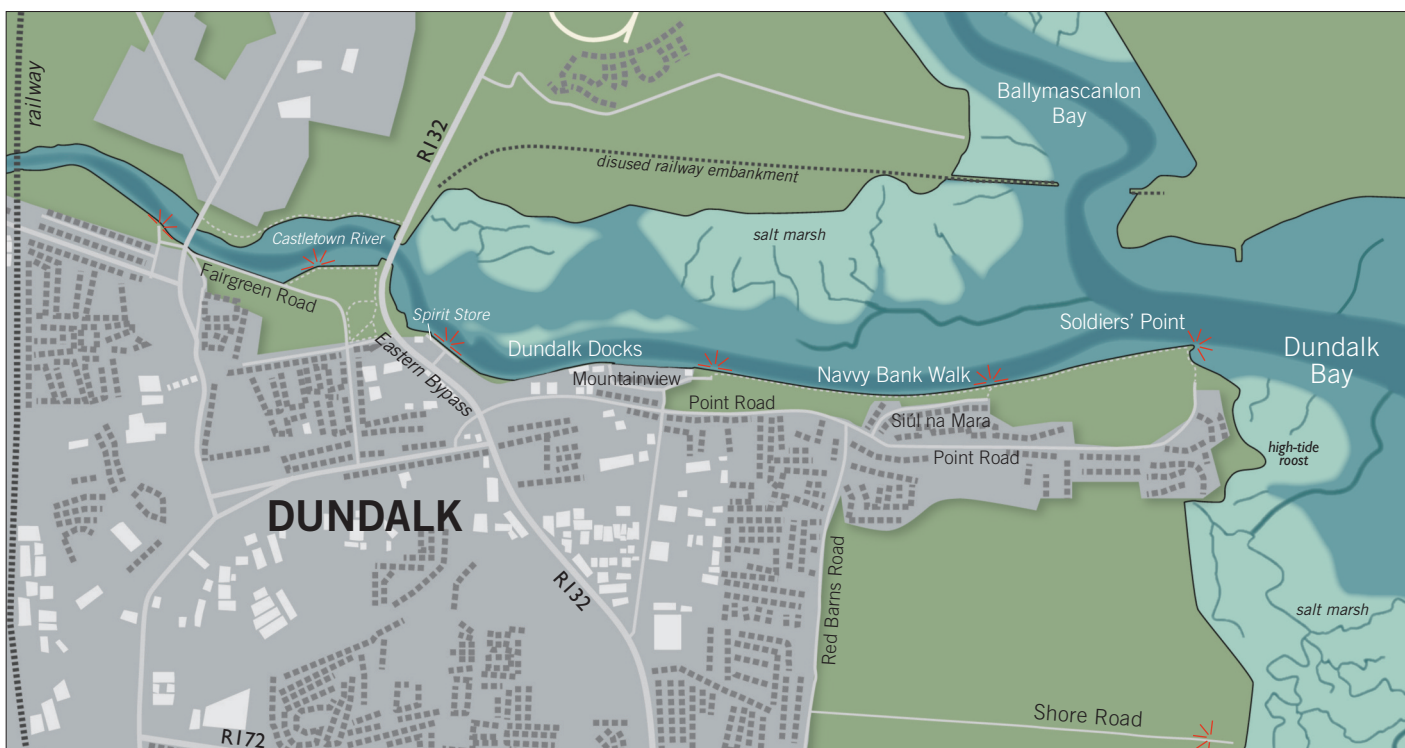 railway
R132
Ballymascanlon
Bay
disused railway embankment
Castletown River
salt marsh
Fairgreen Road
Spirit Store
Eastern Bypass
Dundalk Docks
Soldiers' Point
Dundalk
Bay
Mountainview
Navvy Bank Walk
Point Road
Siúl na Mara
Point Road
high-tide
roost
DUNDALK
R132
Red Barns Road
salt marsh
Shore Road
R172